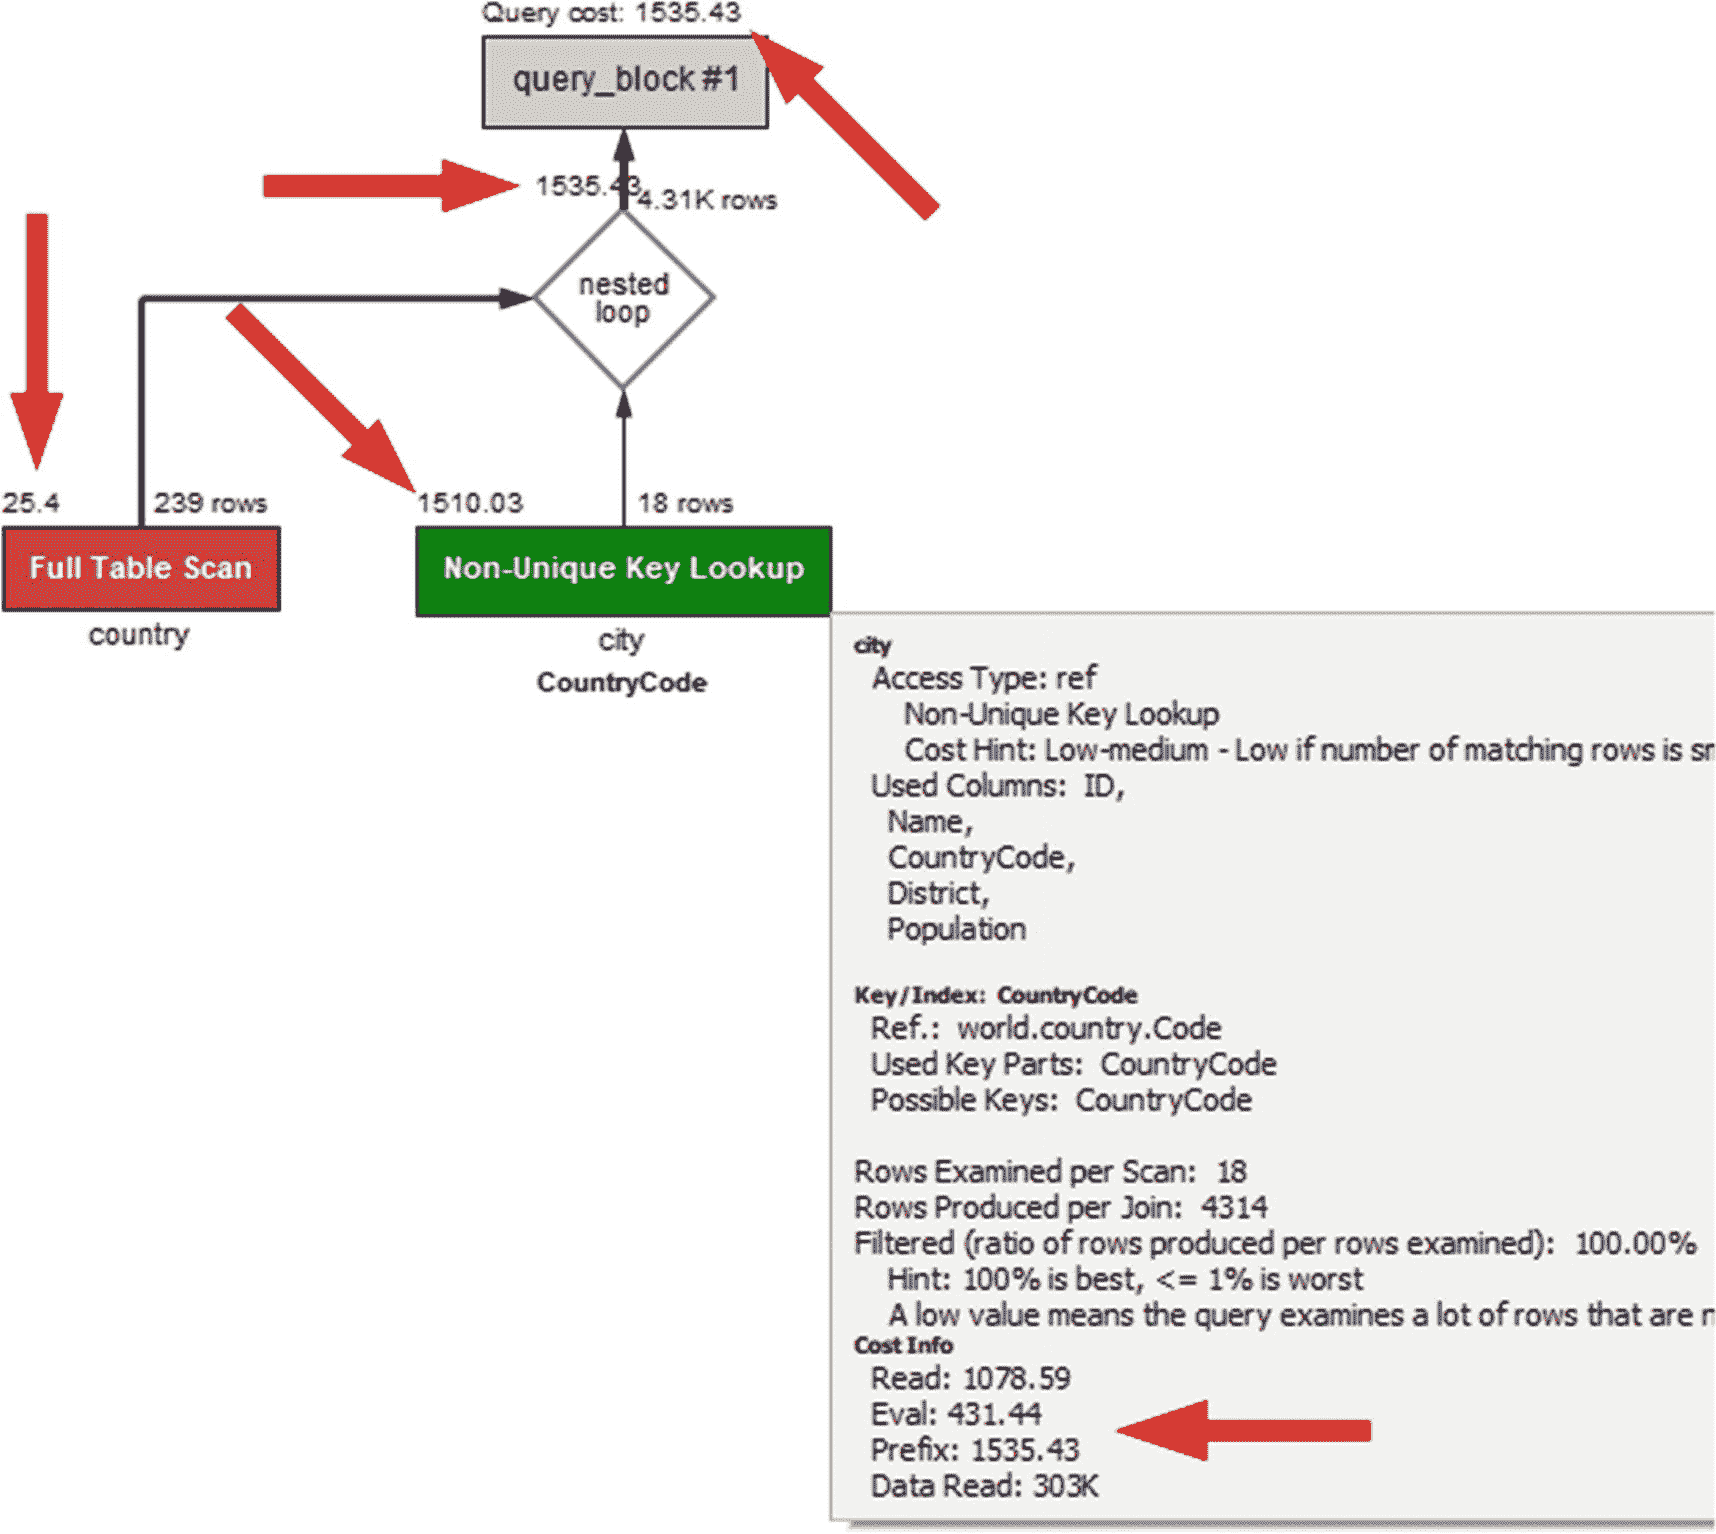 Query cost: 1535.43
query_block #1
1535.43
4.31K rows
nested
loop
25.4
239 rows
1510.03
18 rows
Full Table Scan
Non-Unique Key Lookup
country
city
CountryCode
city
Access Type: ref
Non-Unique Key Lookup
Cost Hint: Low-medium - Low if number of matching rows is
Used Columns: ID,
Name,
CountryCode,
District,
Population
Key/Index: CountryCode
Ref.: world.country.Code
Used Key Parts: CountryCode
Possible Keys: CountryCode
Rows Examined per Scan: 18
Rows Produced per Join: 4314
Filtered (ratio of rows produced per rows examined): 100.00%
Hint: 100% is best, <= 1% is worst
A low value means the query examines a lot of rows that are
Cost Info
Read: 1078.59
Eval: 431.44
Prefix: 1535.43
Data Read: 303K